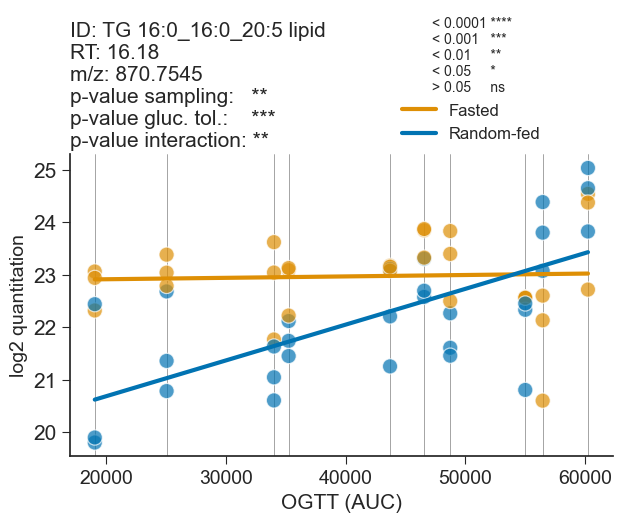 ID: TG 16:0_16:0_20:5 lipid
RT: 16.18
m/z: 870.7545
p-value sampling: **
p-value gluc. tol.: ***
p-value interaction: **
< 0.0001 ****
< 0.001 ***
< 0.01 **
< 0.05 *
> 0.05 ns
Fasted
Random-fed
25
24
23
22
21
20
log2 quantitation
20000 30000 40000 50000 60000
OGTT (AUC)